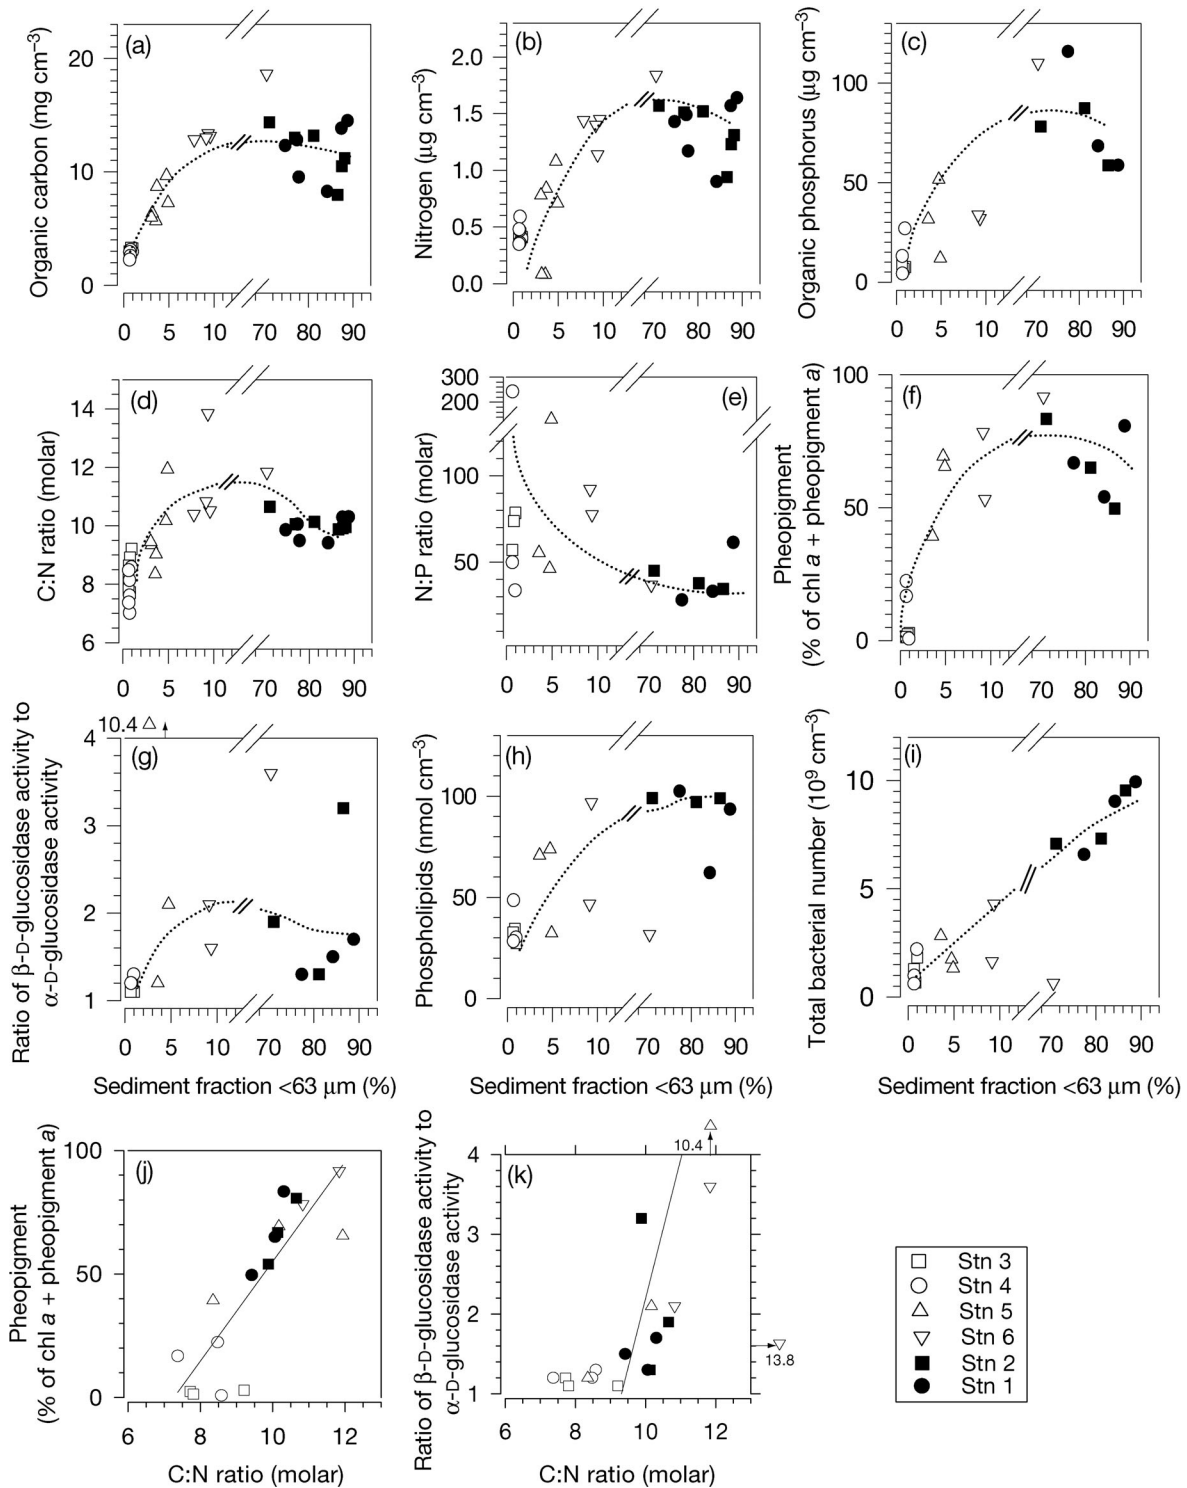 (a)
Organic carbon (mg cm⁻³)
20
10
0
0 5 10 70 80 90
(b)
Nitrogen (µg cm⁻³)
2.0
1.5
1.0
0.5
0.0
0 5 10 70 80 90
(c)
Organic phosphorus (µg cm⁻³)
100
50
0
0 5 10 70 80 90
(d)
C:N ratio (molar)
14
12
10
8
6
0 5 10 70 80 90
(e)
N:P ratio (molar)
300
200
100
50
0 5 10 70 80 90
(f)
Pheopigment
(% of chl a + pheopigment a)
100
50
0
0 5 10 70 80 90
(g)
Ratio of β-D-glucosidase activity to
α-D-glucosidase activity
10.4
4
3
2
1
0 5 10 70 80 90
Sediment fraction <63 µm (%)
(h)
Phospholipids (nmol cm⁻³)
100
50
0
0 5 10 70 80 90
Sediment fraction <63 µm (%)
(i)
Total bacterial number (10⁹ cm⁻³)
10
5
0
0 5 10 70 80 90
Sediment fraction <63 µm (%)
(j)
Pheopigment
(% of chl a + pheopigment a)
100
50
0
6 8 10 12
C:N ratio (molar)
(k)
Ratio of β-D-glucosidase activity to
α-D-glucosidase activity
10.4
4
3
2
1
13.8
6 8 10 12
C:N ratio (molar)
Stn 3
Stn 4
Stn 5
Stn 6
Stn 2
Stn 1